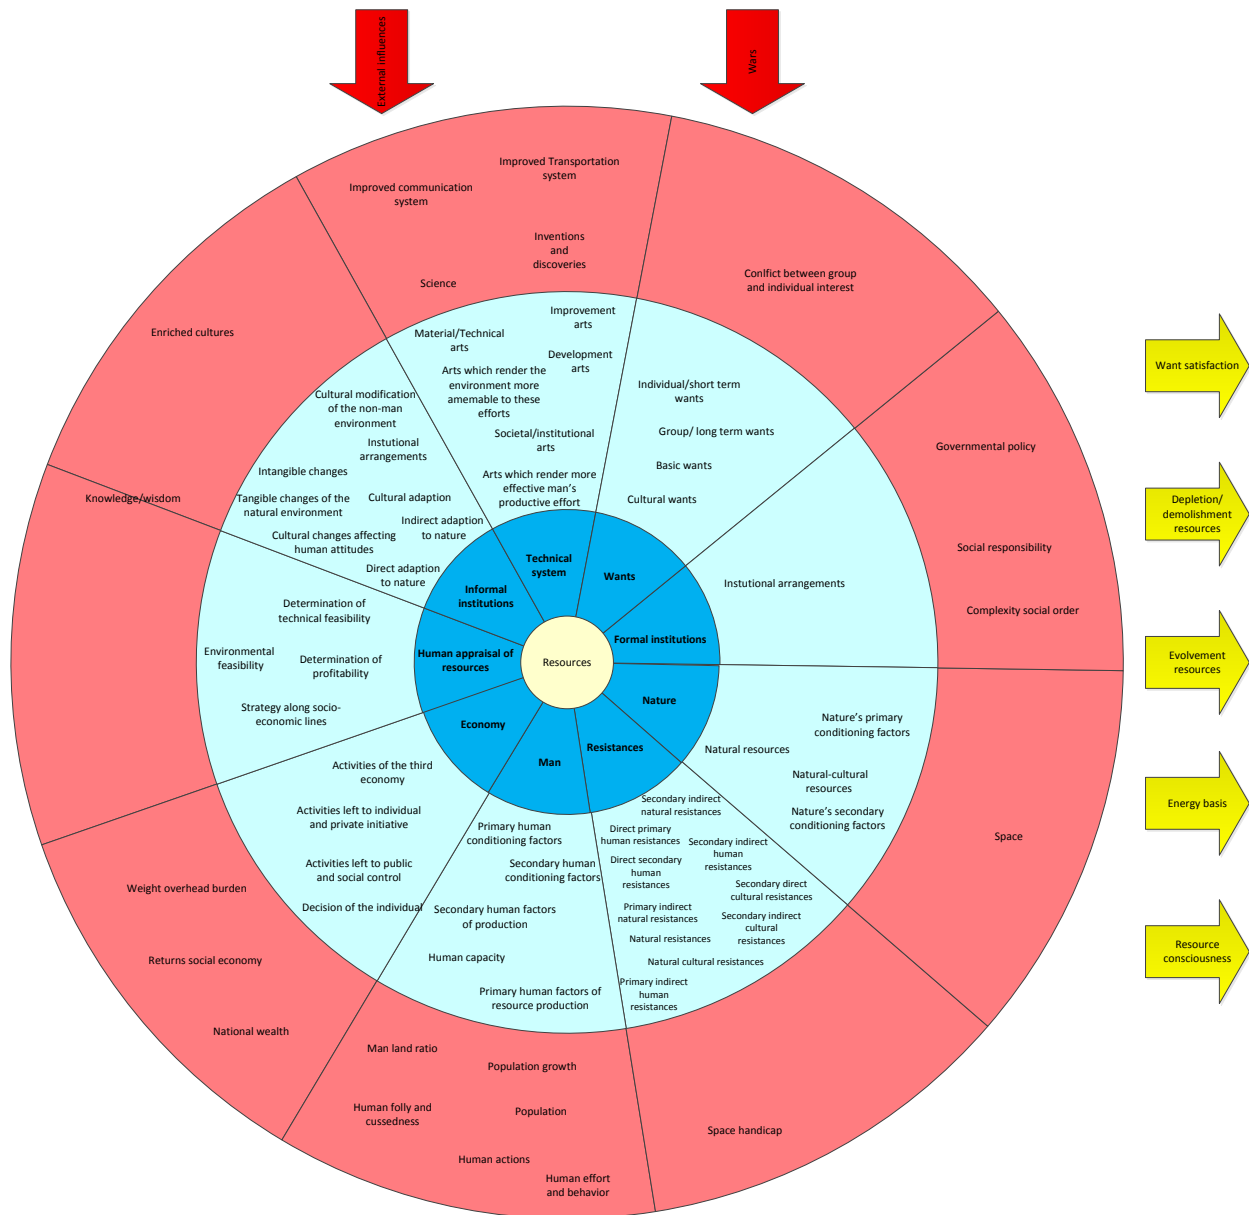 External influences
Wars
Improved Transportation
system
Improved communication
system
Inventions
and
discoveries
Science
Conlfict between group
and individual interest
Enriched cultures
Governmental policy
Social responsibility
Complexity social order
Knowledge/wisdom
Space
Space handicap
Man land ratio
Population growth
Human folly and
cussedness
Population
Human actions
Human effort
and behavior
Weight overhead burden
Returns social economy
National wealth
Improvement
arts
Material/Technical
arts
Development
arts
Arts which render the
environment more
amemable to these
efforts
Societal/institutional
arts
Arts which render more
effective man's
productive effort
Individual/short term
wants
Group/ long term wants
Basic wants
Cultural wants
Instutional arrangements
Cultural modification
of the non-man
environment
Instutional
arrangements
Intangible changes
Tangible changes of the
natural environment
Cultural adaption
Indirect adaption
to nature
Cultural changes affecting
human attitudes
Direct adaption
to nature
Determination of
technical feasibility
Environmental
feasibility
Determination of
profitability
Strategy along socio-
economic lines
Activities of the third
economy
Activities left to individual
and private initiative
Activities left to public
and social control
Decision of the individual
Primary human
conditioning factors
Secondary human
conditioning factors
Secondary human factors
of production
Human capacity
Primary human factors of
resource production
Secondary indirect
natural resistances
Direct primary
human resistances
Secondary indirect
human
resistances
Direct secondary
human
resistances
Secondary direct
cultural resistances
Primary indirect
natural resistances
Secondary indirect
cultural
resistances
Natural resistances
Natural cultural resistances
Primary indirect
human
resistances
Nature's primary
conditioning factors
Natural resources
Natural-cultural
resources
Nature's secondary
conditioning factors
Technical
system
Wants
Informal
institutions
Formal institutions
Human appraisal of
resources
Resources
Nature
Economy
Man
Resistances
Want satisfaction
Depletion/
demolishment
resources
Evolvement
resources
Energy basis
Resource
consciousness